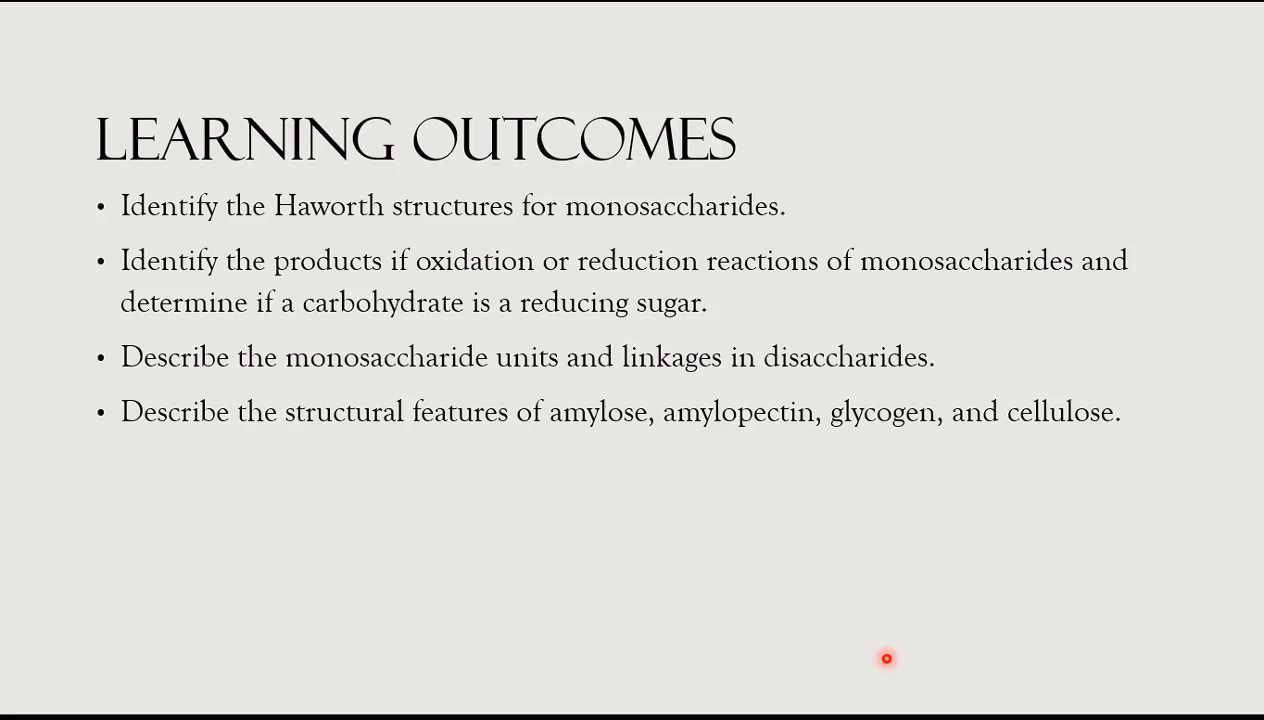 LEARNING OUTCOMES
• Identify the Haworth structures for monosaccharides.
• Identify the products if oxidation or reduction reactions of monosaccharides and
determine if a carbohydrate is a reducing sugar.
• Describe the monosaccharide units and linkages in disaccharides.
• Describe the structural features of amylose, amylopectin, glycogen, and cellulose.